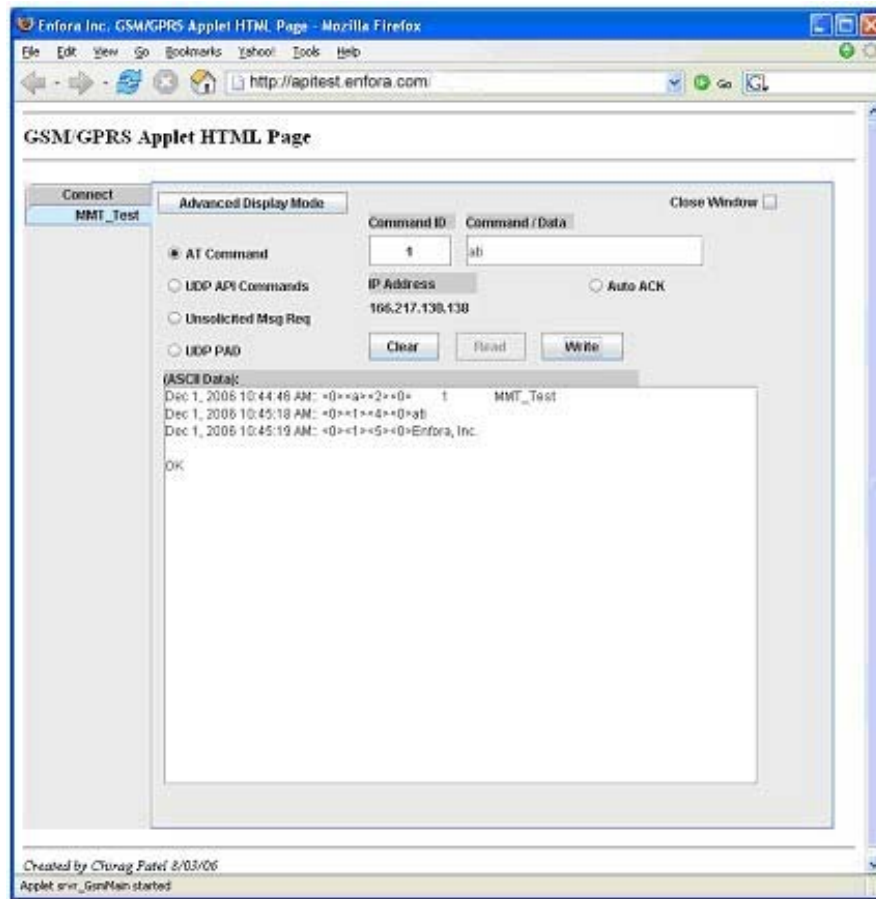 Enfora Inc. GSM/GPRS Applet HTML Page - Mozilla Firefox
File Edit View Go Bookmarks Yahoo! Tools Help
http://apitest.enfora.com/
Go
GSM/GPRS Applet HTML Page
Connect
MMT_Test
Advanced Display Mode
Close Window
Command ID Command / Data
AT Command
1
ati
UDP API Commands
IP Address
Auto ACK
166.217.138.138
Unsolicited Msg Req
UDP PAD
Clear Read Write
(ASCII Data):
Dec 1, 2006 10:44:46 AM:: <0><a><2><0> 1 MMT_Test
Dec 1, 2006 10:45:18 AM:: <0><1><4><0>ati
Dec 1, 2006 10:45:19 AM:: <0><1><5><0>Enfora, Inc.
OK
Created by Chirag Patel 8/03/06
Applet srvr_GsmMain started